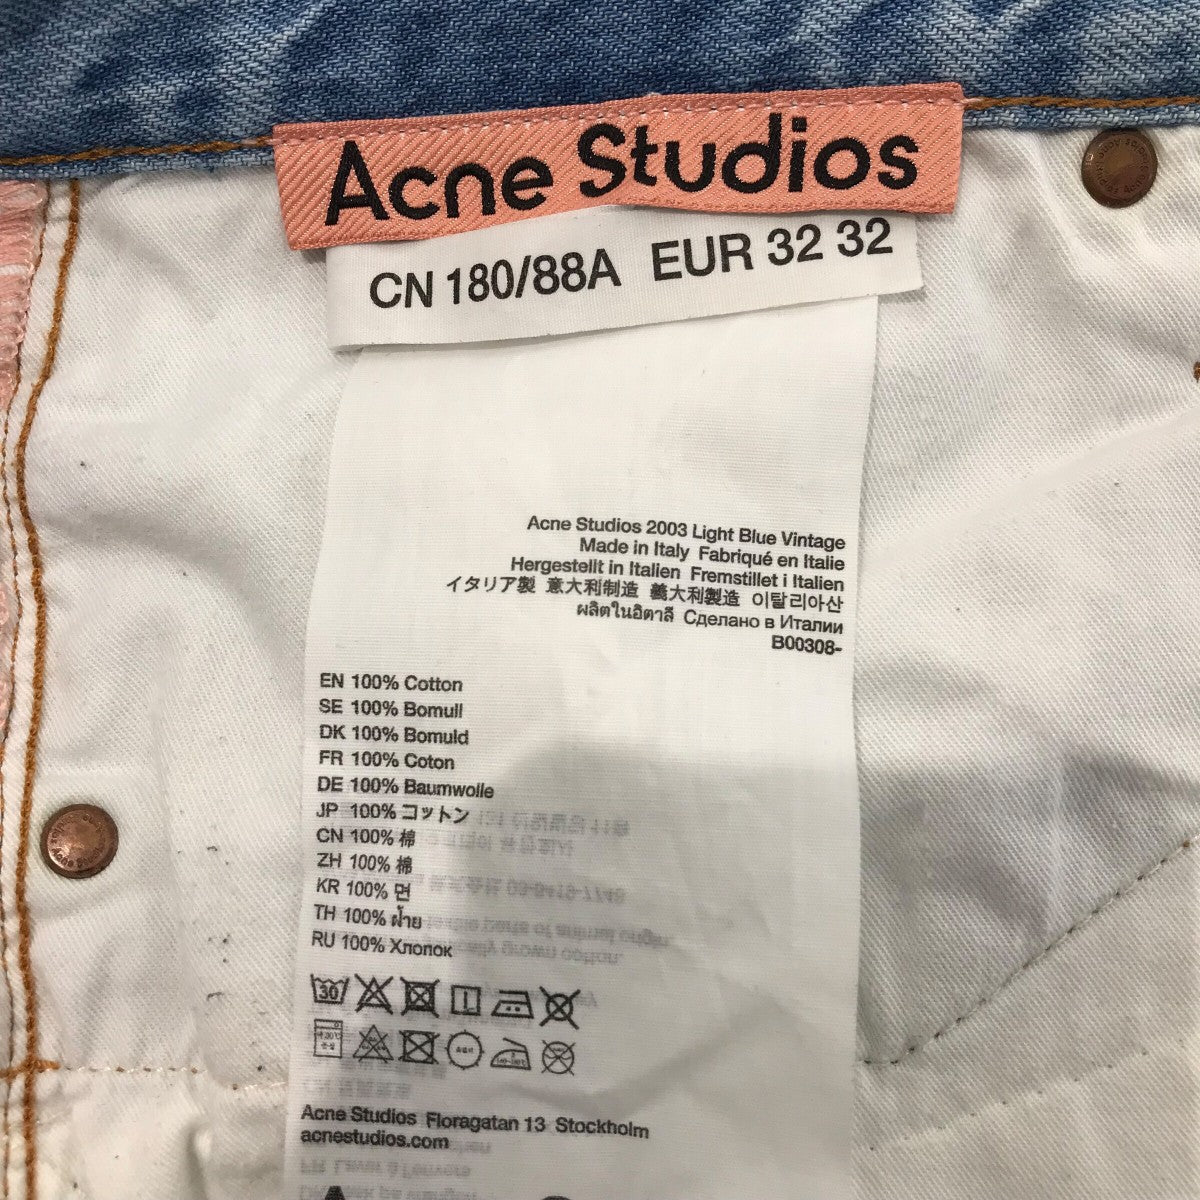 Acne Studios
CN 180/88A EUR 32 32
Acne Studios 2003 Light Blue Vintage
Made in Italy Fabriqué en Italie
Hergestellt in Italien Fremstillet i Italien
イタリア製 意大利制造 義大利製造 이탈리아산
ผลิตในอิตาลี Сделано в Италии
B00308-
EN 100% Cotton
SE 100% Bomull
DK 100% Bomuld
FR 100% Coton
DE 100% Baumwolle
JP 100% コットン
CN 100% 棉
ZH 100% 棉
KR 100% 면
TH 100% ฝ้าย
RU 100% Хлопок
30
Acne Studios Floragatan 13 Stockholm
acnestudios.com